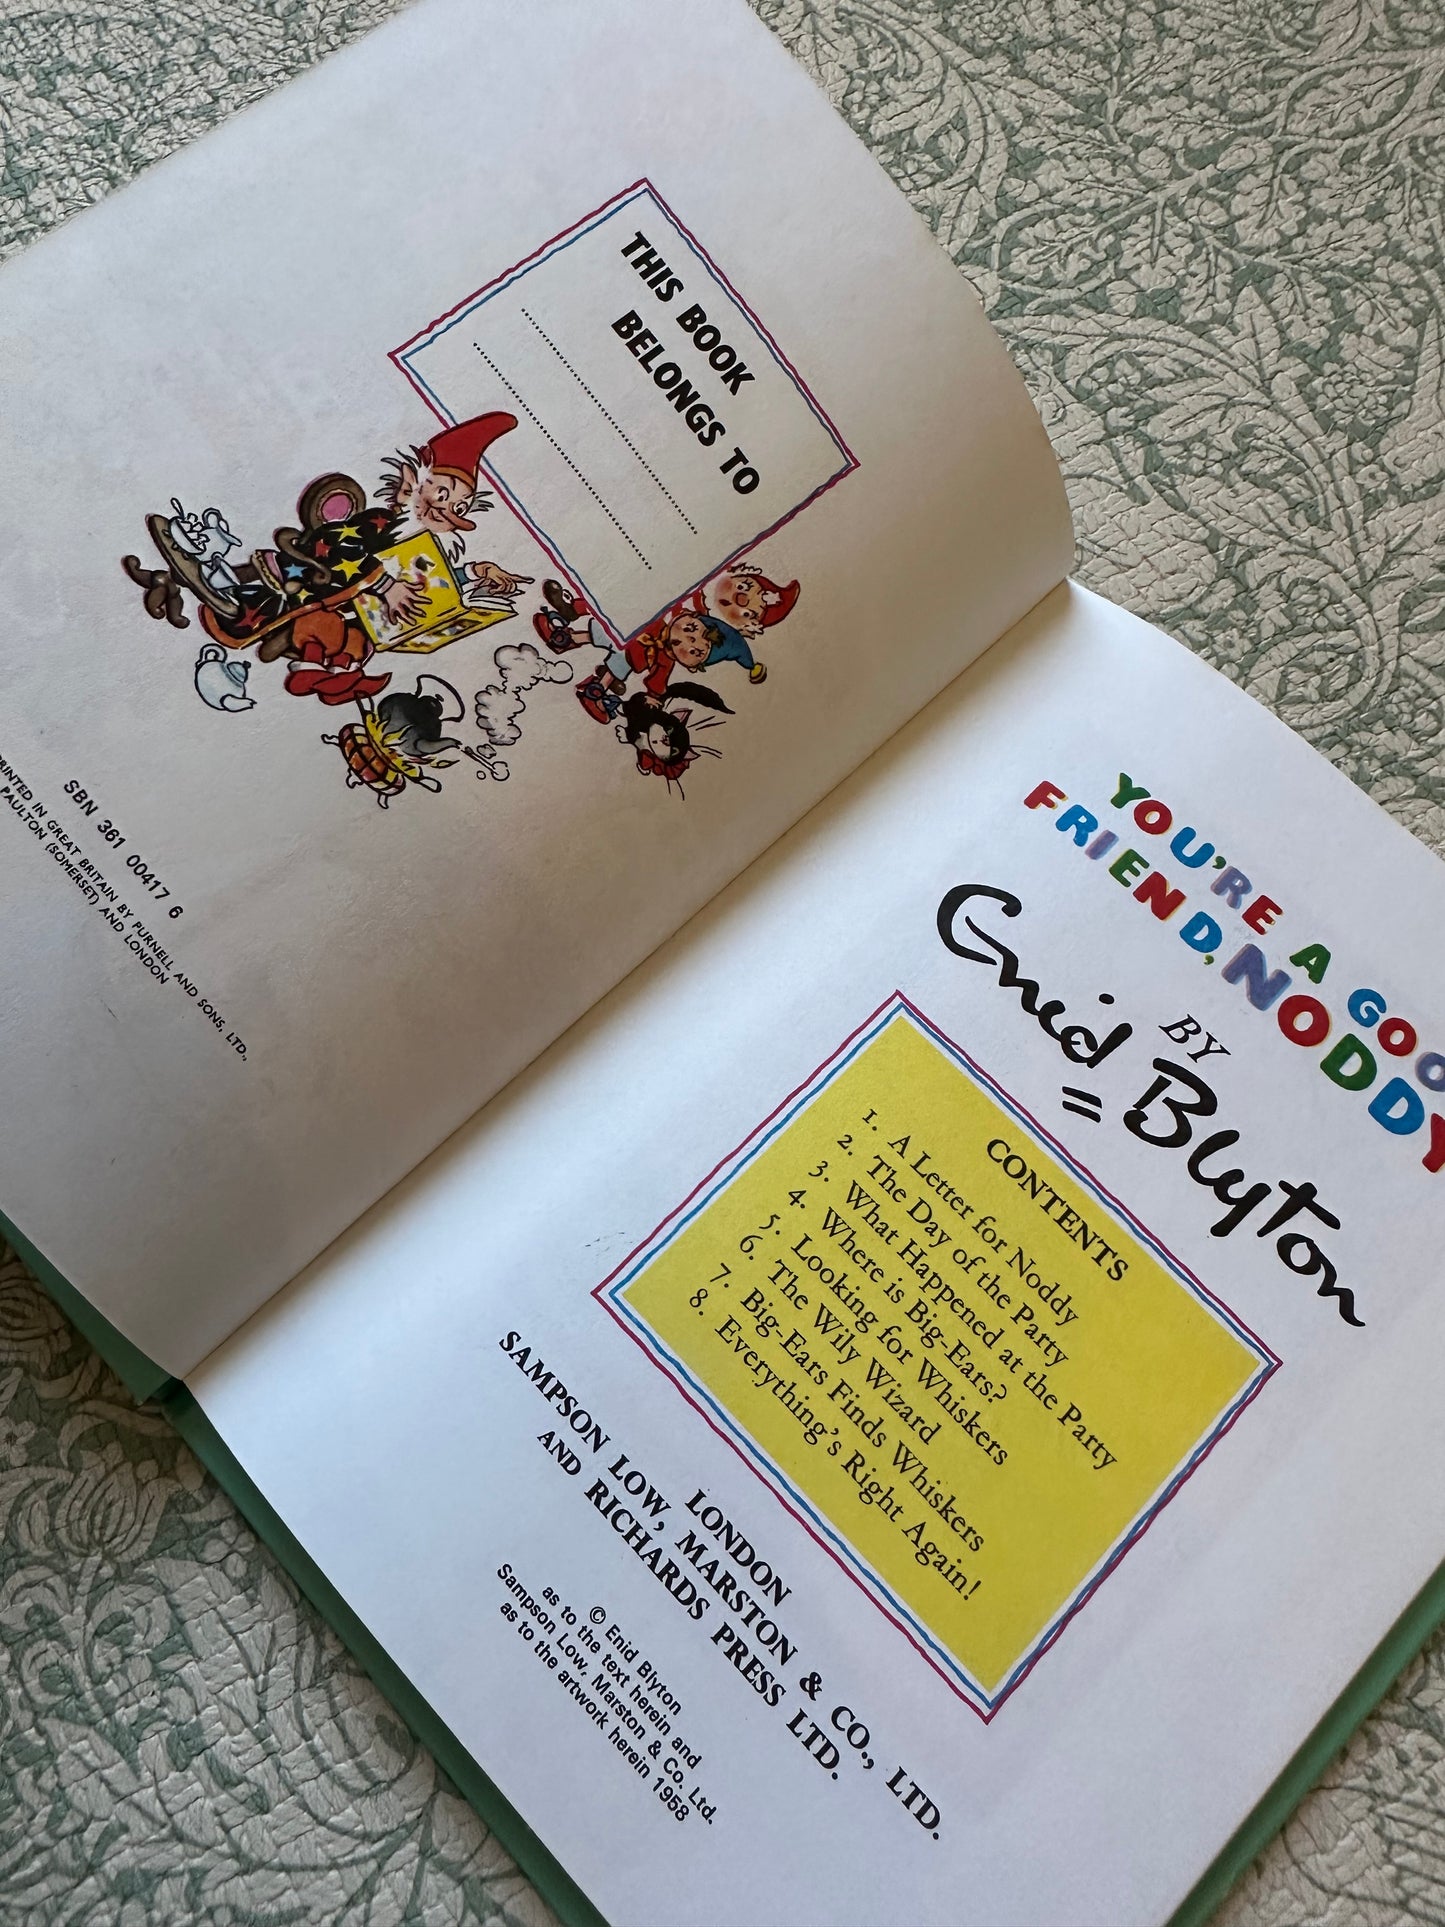 THIS BOOK
BELONGS TO
SBN 361 00417 6
PRINTED IN GREAT BRITAIN BY PURNELL AND SONS, LTD.,
PAULTON (SOMERSET) AND LONDON
YOU'RE A GOO
FRIEND, NODDY
BY
Enid Blyton
CONTENTS
1. A Letter for Noddy
2. The Day of the Party
3. What Happened at the Party
4. Where is Big-Ears?
5. Looking for Whiskers
6. The Wily Wizard
7. Big-Ears Finds Whiskers
8. Everything's Right Again!
LONDON
SAMPSON LOW, MARSTON & CO., LTD.
AND RICHARDS PRESS LTD.
© Enid Blyton
as to the text herein and
Sampson Low, Marston & Co. Ltd.
as to the artwork herein 1958